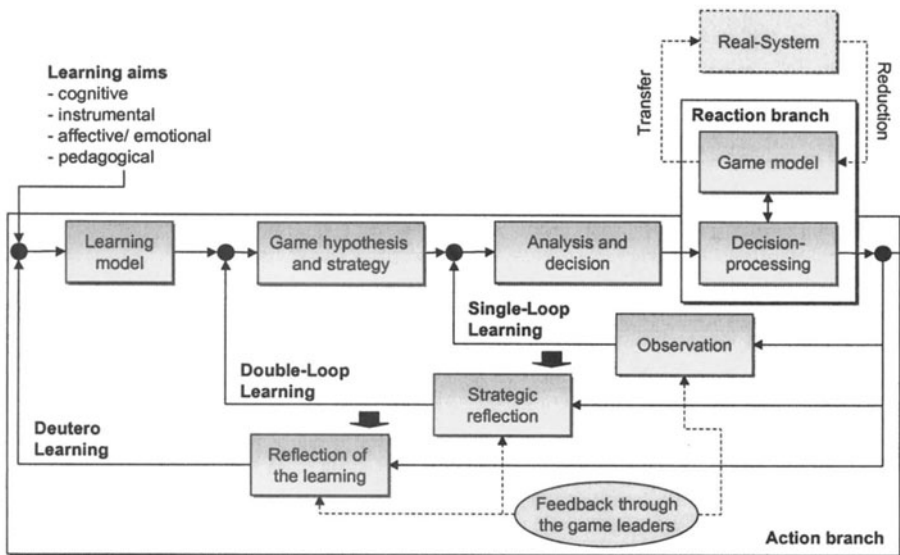 Real-System
Learning aims
- cognitive
- instrumental
- affective/ emotional
- pedagogical
Transfer
Reduction
Reaction branch
Game model
Learning
model
Game hypothesis
and strategy
Analysis and
decision
Decision-
processing
Single-Loop
Learning
Observation
Double-Loop
Learning
Strategic
reflection
Deutero
Learning
Reflection of
the learning
Feedback through
the game leaders
Action branch